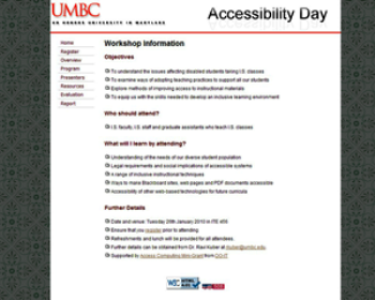 UMBC
AN HONORS UNIVERSITY IN MARYLAND
Accessibility Day
Home
Register
Overview
Program
Presenters
Resources
Evaluation
Report
Workshop Information
Objectives
To understand the issues affecting disabled students taking I.S. classes
To examine ways of adopting teaching practices to support all our students
Explore methods of improving access to instructional materials
To equip us with the skills needed to develop an inclusive learning environment.
Who should attend?
I.S. faculty, I.S. staff and graduate assistants who teach I.S. classes
What will I learn by attending?
Understanding of the needs of our diverse student population
Legal requirements and social implications of accessible systems
A range of inclusive instructional techniques
Ways to make Blackboard sites, web pages and PDF documents accessible
Accessibility of other web-based technologies for future curricula
Further Details
Date and venue: Tuesday 26th January 2010 in ITE 459
Ensure that you register prior to attending
Refreshments and lunch will be provided for all attendees.
Further details can be obtained from Dr. Ravi Kuber at rkuber@umbc.edu
Supported by Access Computing Mini-Grant from DO-IT
W3C